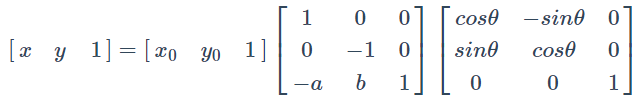 [x y 1] = [x₀ y₀ 1] [1 0 0; 0 −1 0; −a b 1] [cosθ −sinθ 0; sinθ cosθ 0; 0 0 1]